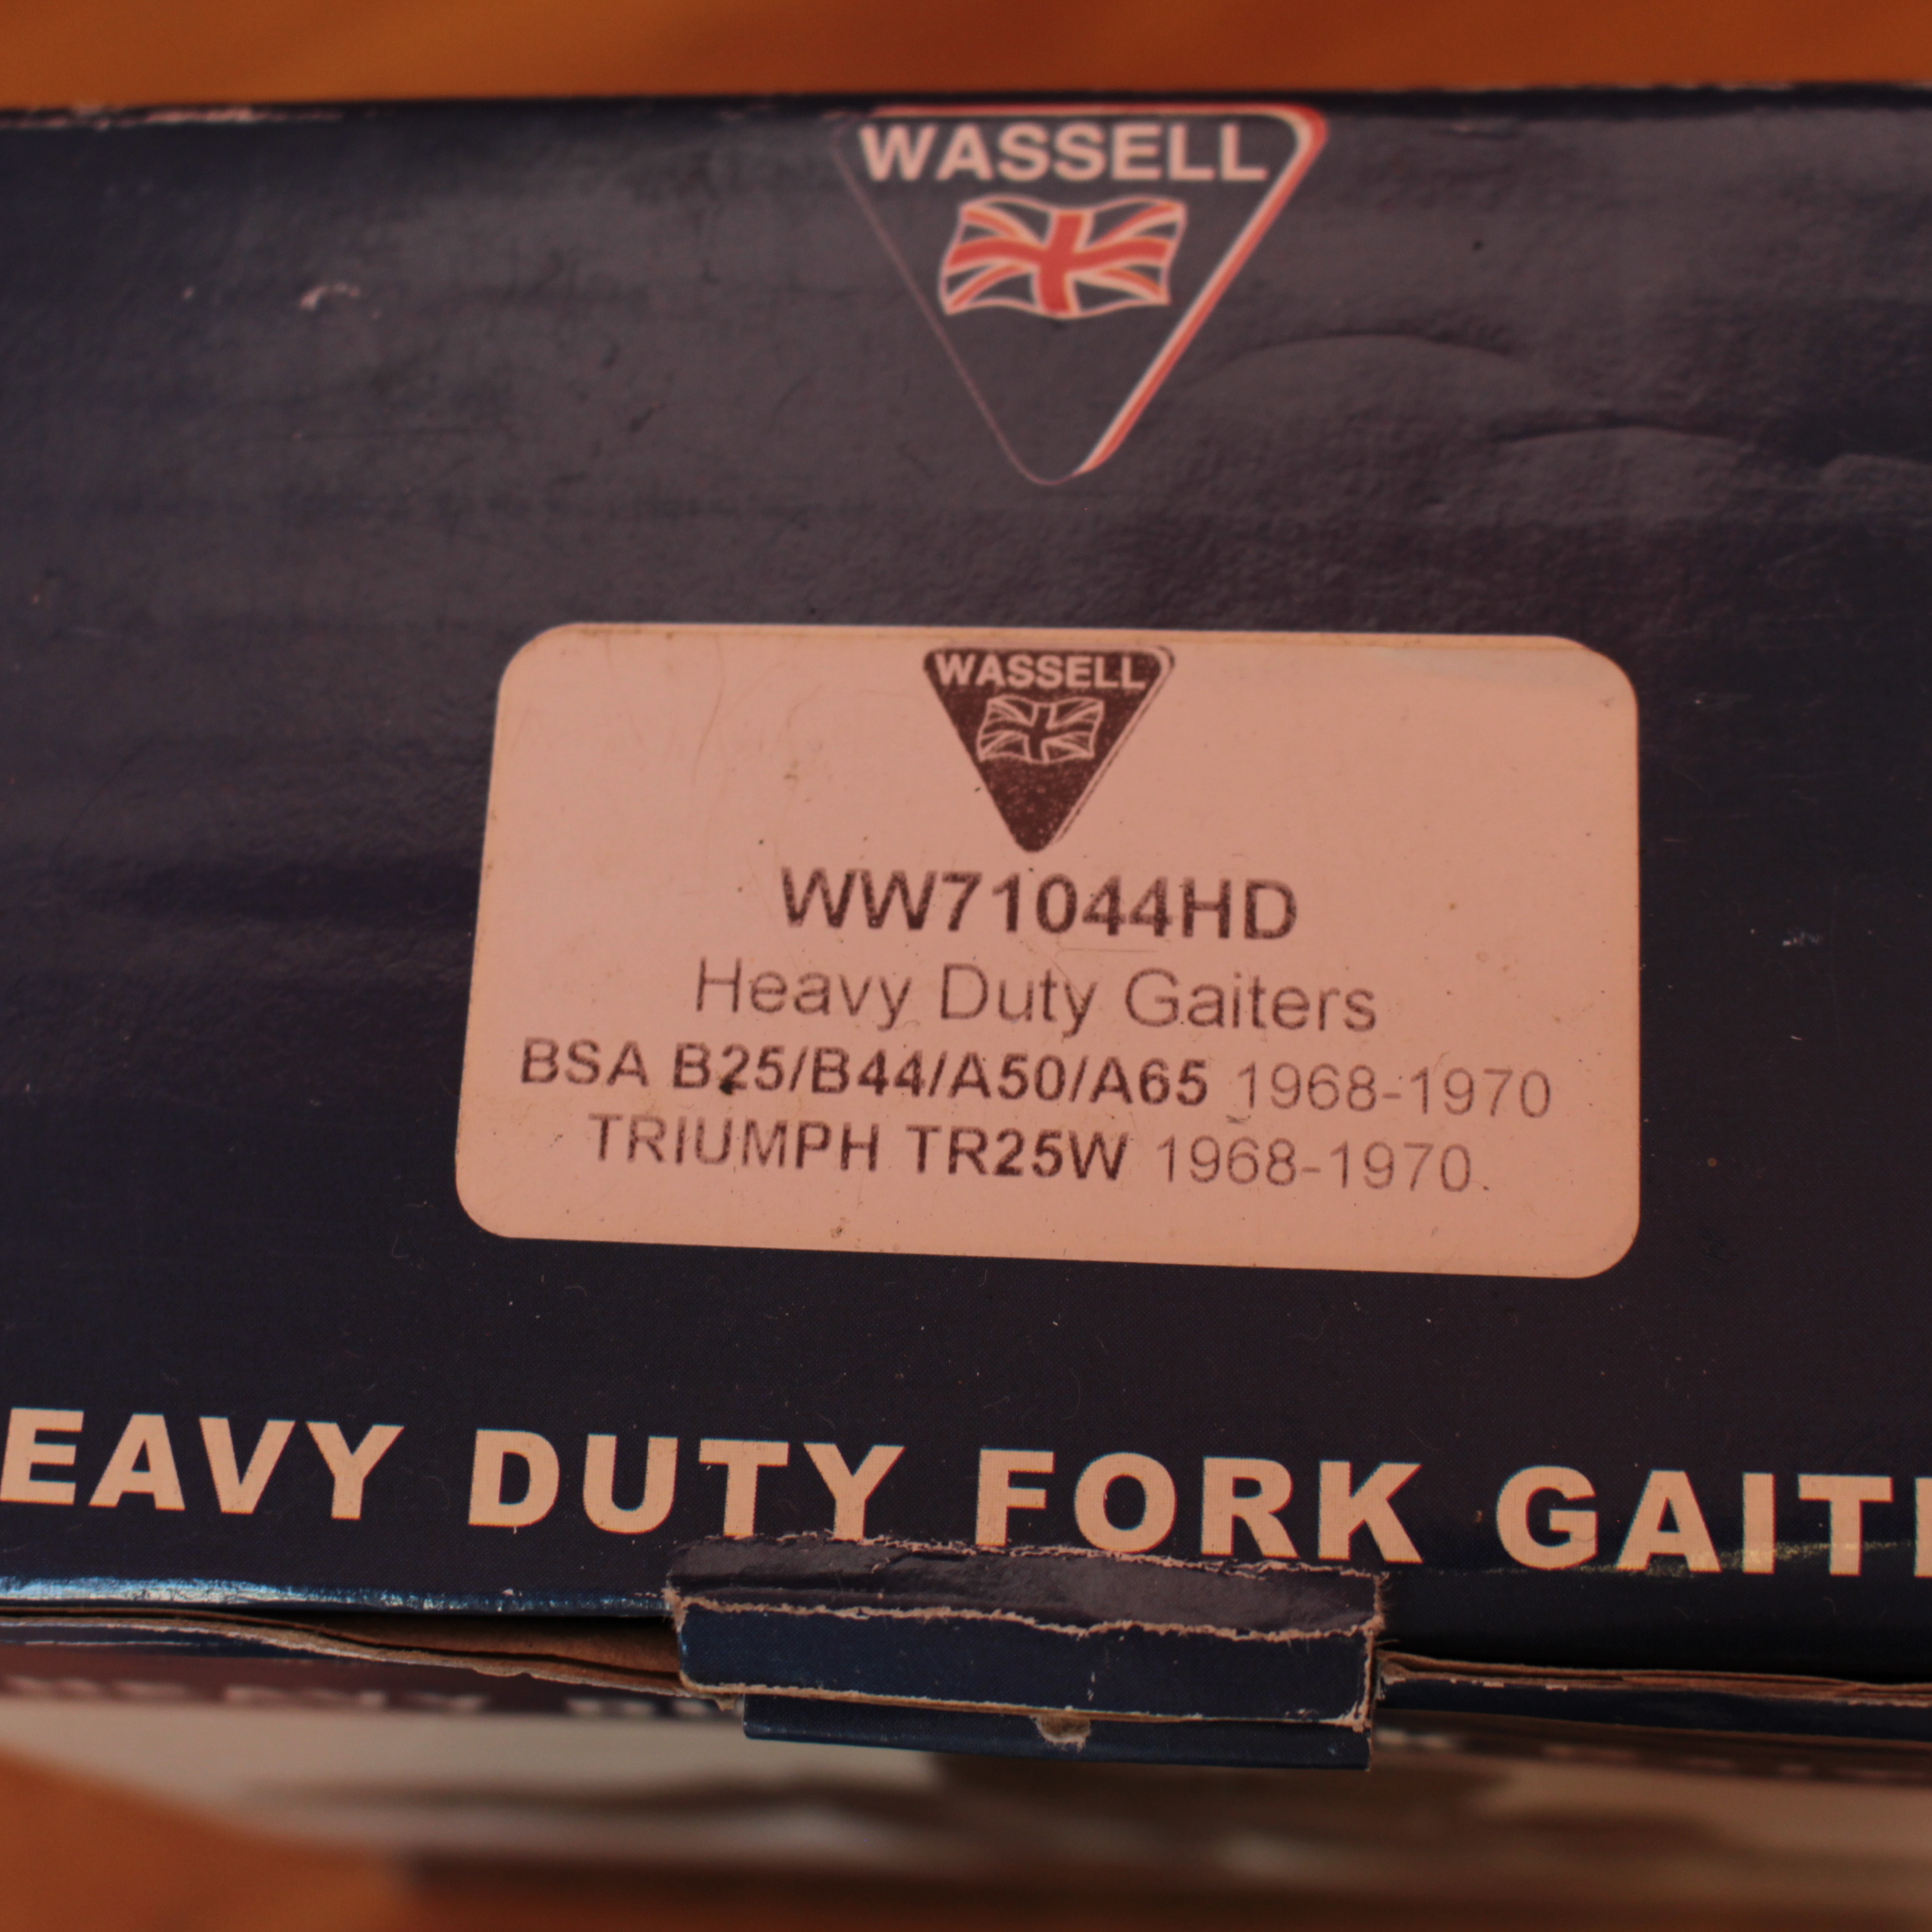 WASSELL
WASSELL
WW71044HD
Heavy Duty Gaiters
BSA B25/B44/A50/A65 1968-1970
TRIUMPH TR25W 1968-1970.
EAVY DUTY FORK GAITE